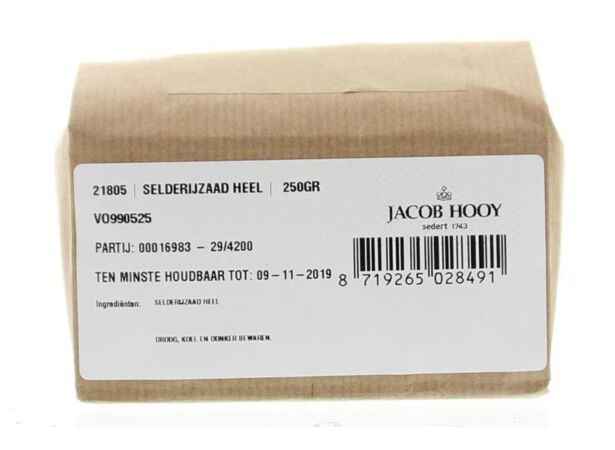 21805 | SELDERIJZAAD HEEL | 250GR
VO990525
PARTIJ: 00016983 - 29/4200
TEN MINSTE HOUDBAAR TOT: 09-11-2019
Ingrediënten: SELDERIJZAAD HEEL
DROOG, KOEL EN DONKER BEWAREN.
JACOB HOOY
sedert 1743
8 719265 028491